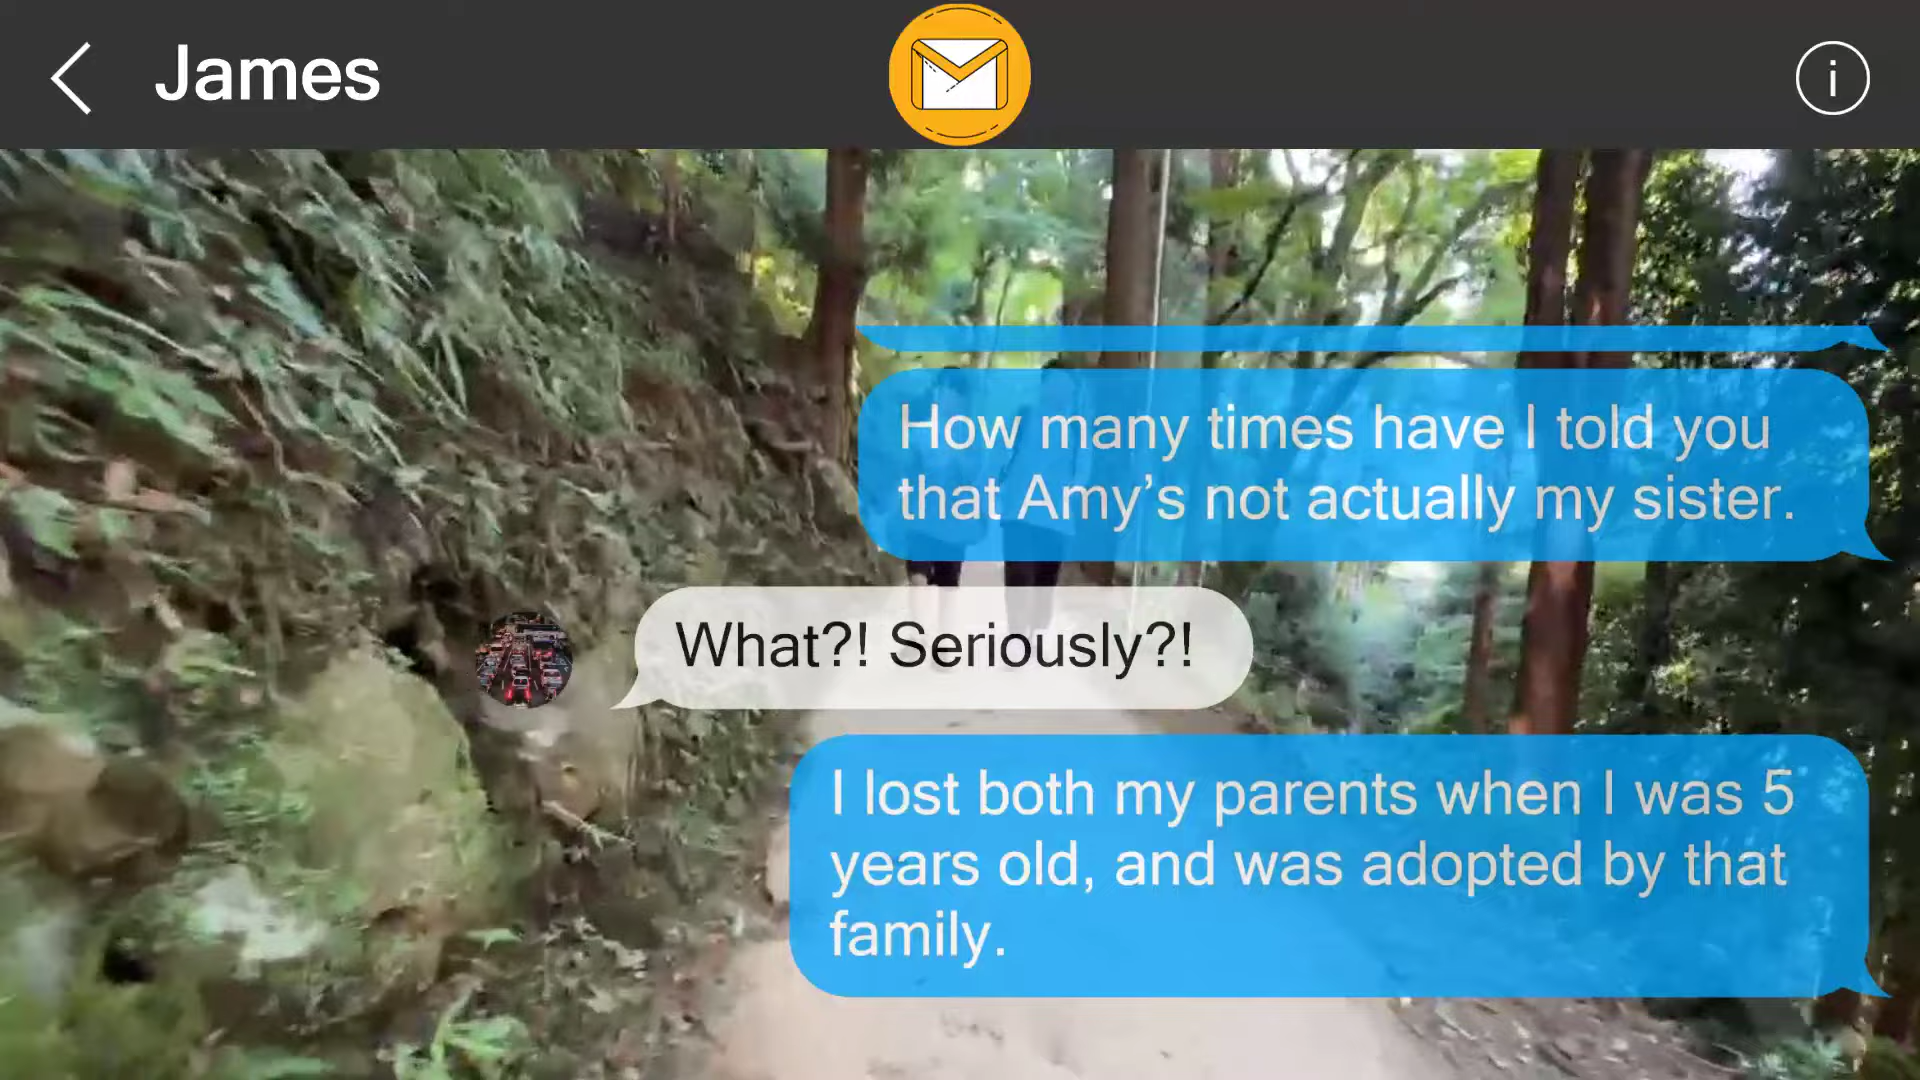 James
i
How many times have I told you
that Amy’s not actually my sister.
What?! Seriously?!
I lost both my parents when I was 5
years old, and was adopted by that
family.